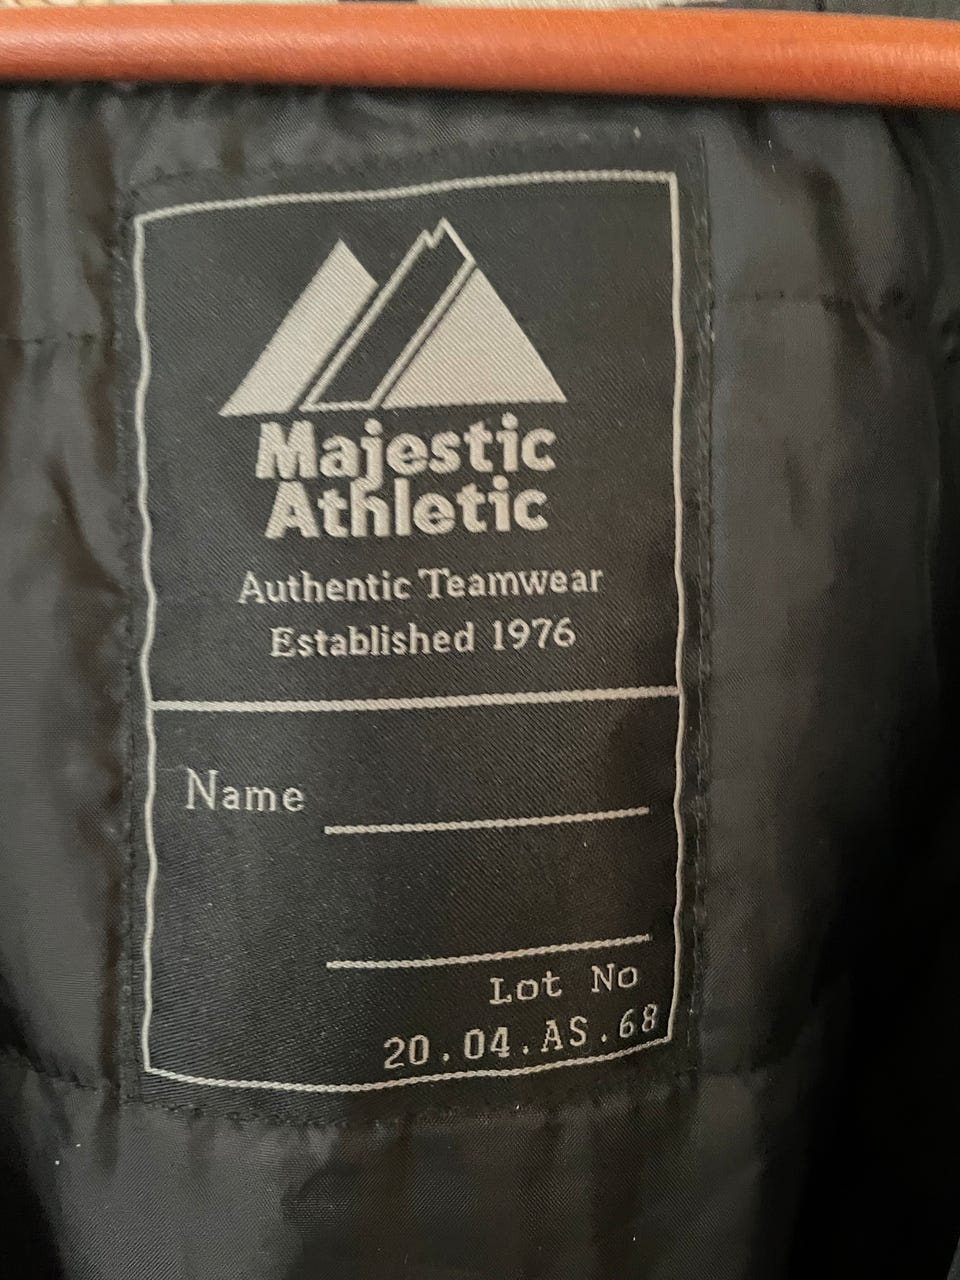 Majestic
Athletic
Authentic Teamwear
Established 1976
Name
Lot No
20.04.AS.68